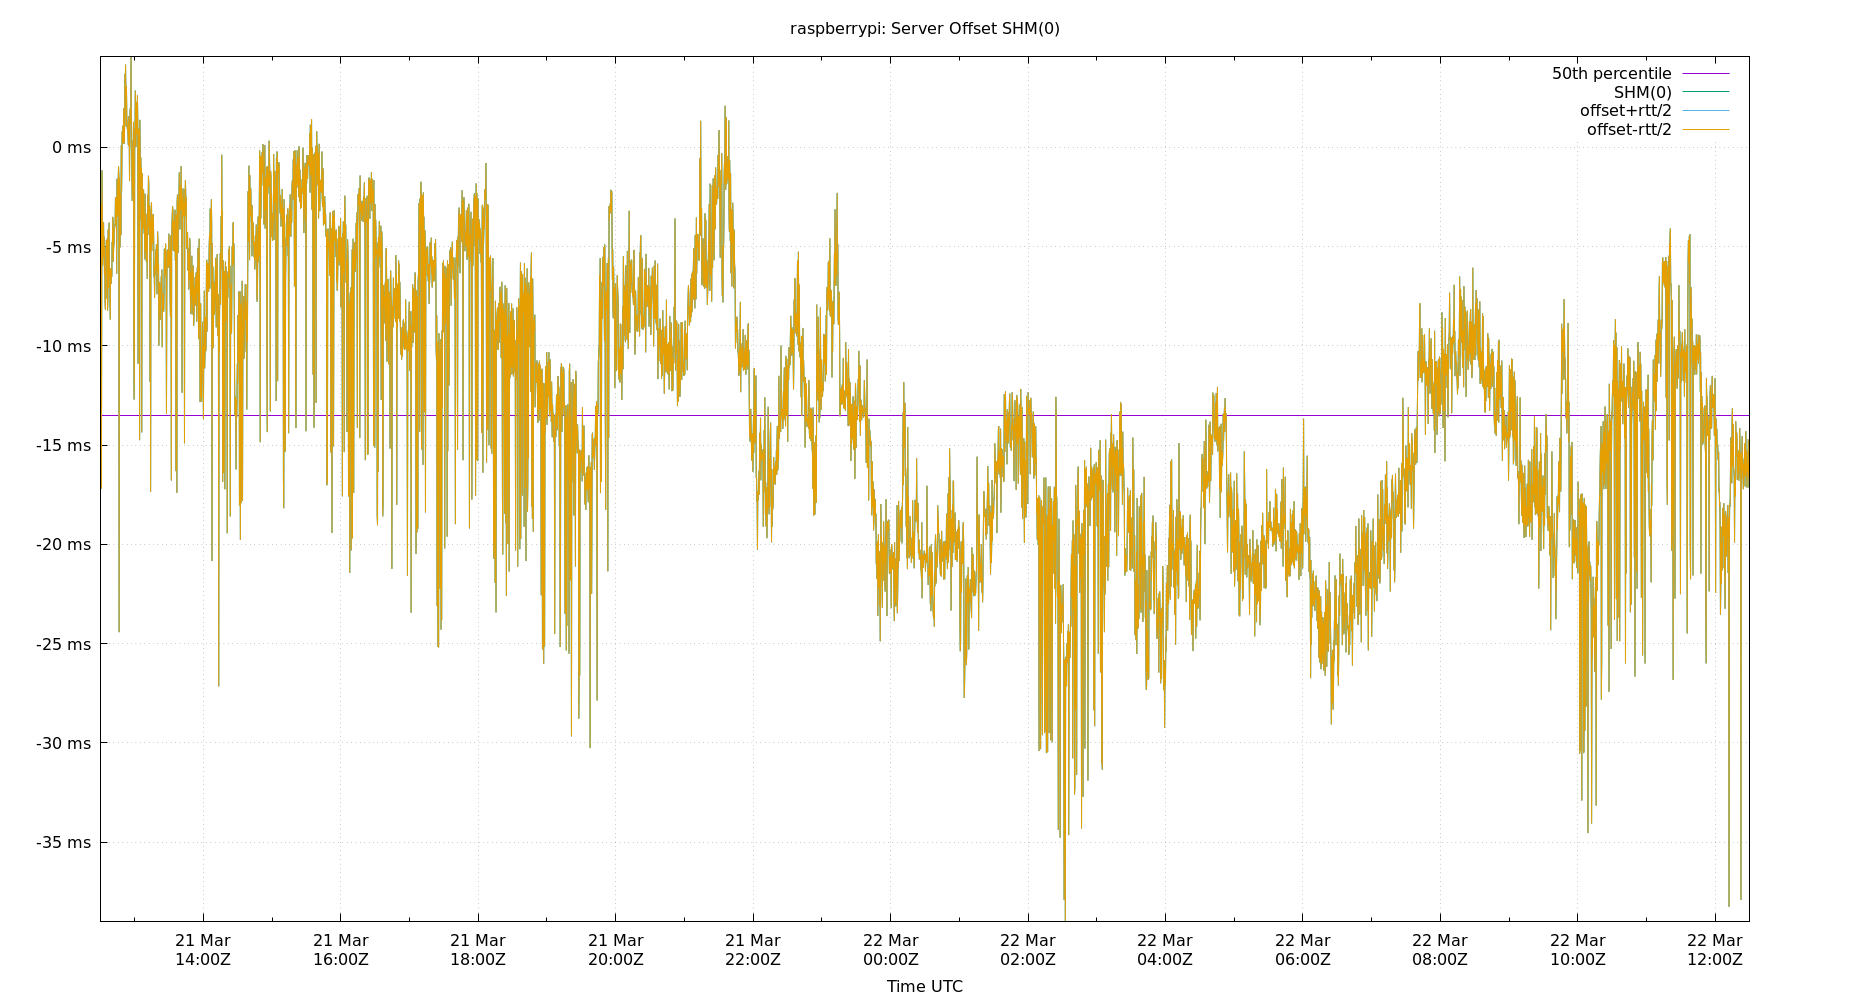 raspberrypi: Server Offset SHM(0)
50th percentile
SHM(0)
offset+rtt/2
offset-rtt/2
0 ms
-5 ms
-10 ms
-15 ms
-20 ms
-25 ms
-30 ms
-35 ms
21 Mar 21 Mar 21 Mar 21 Mar 21 Mar 22 Mar 22 Mar 22 Mar 22 Mar 22 Mar 22 Mar 22 Mar
14:00Z 16:00Z 18:00Z 20:00Z 22:00Z 00:00Z 02:00Z 04:00Z 06:00Z 08:00Z 10:00Z 12:00Z
Time UTC